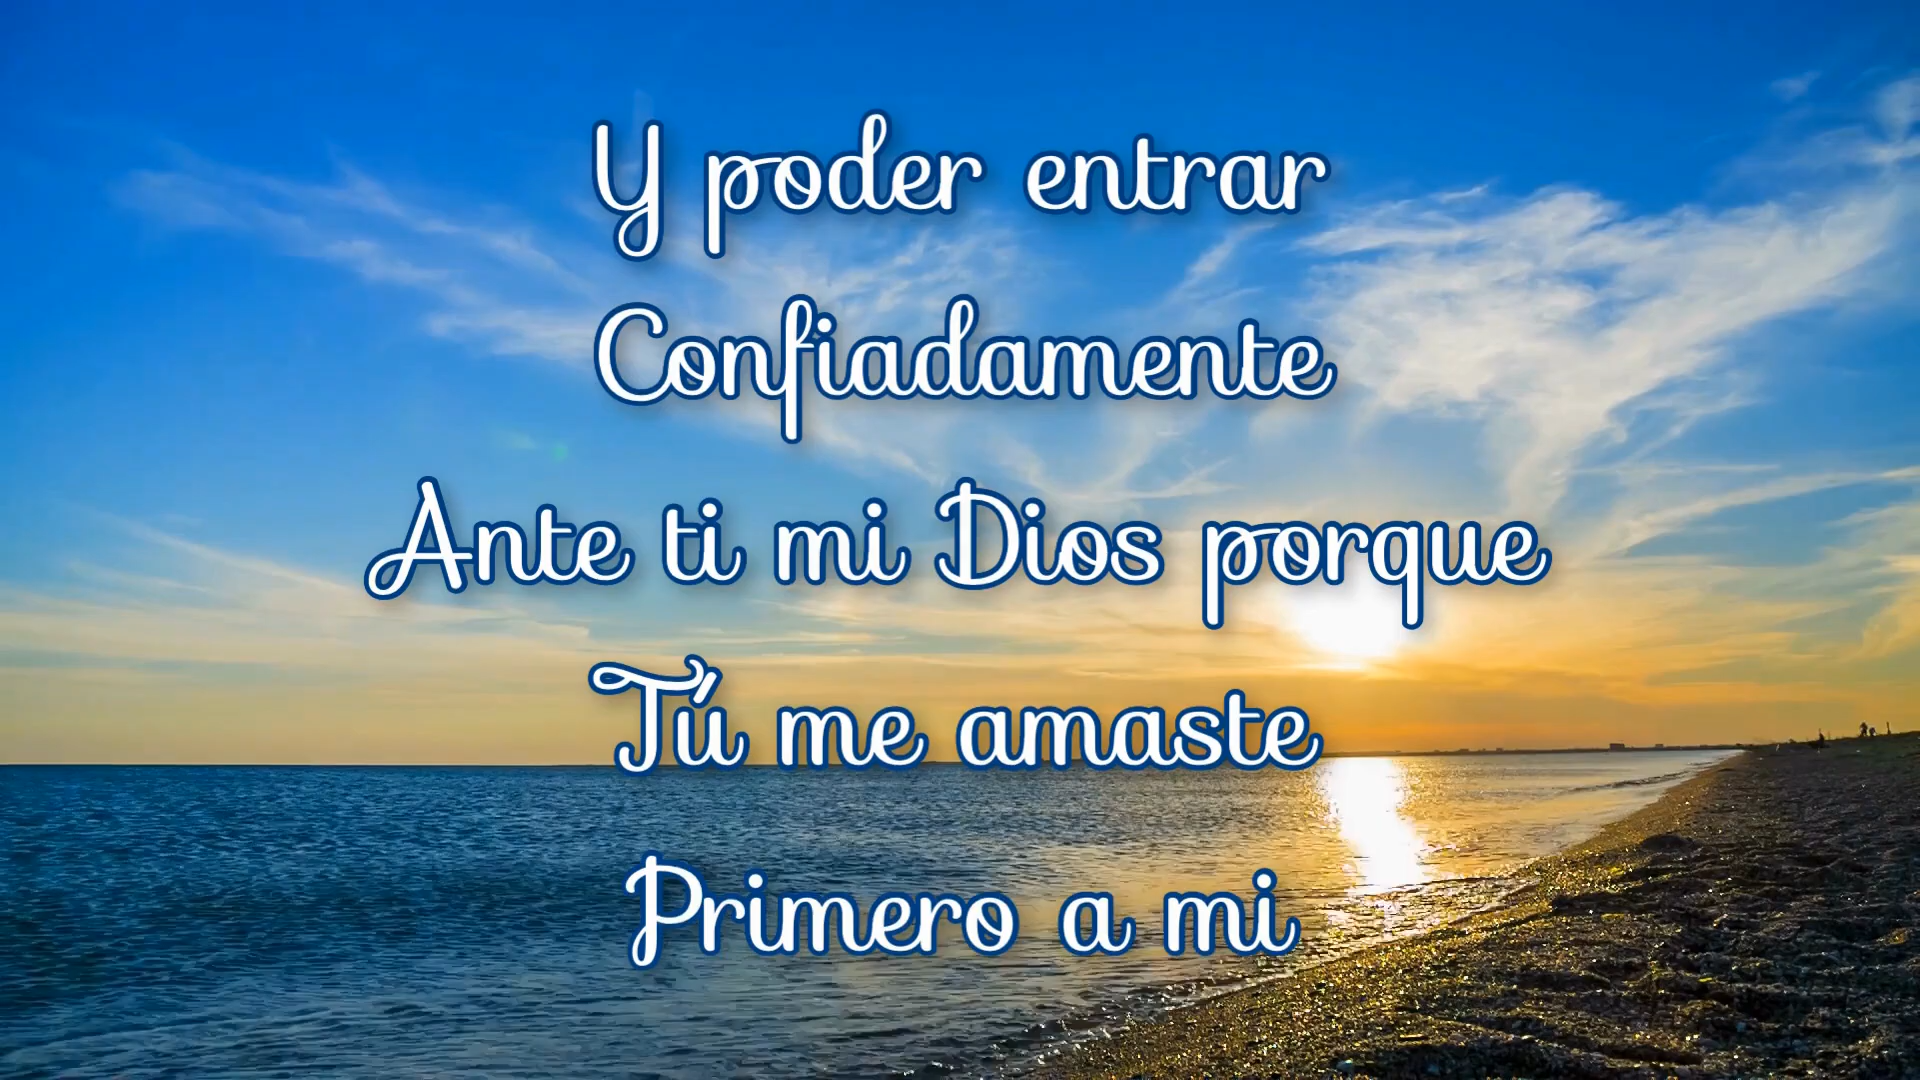 Y poder entrar
Confiadamente
Ante ti mi Dios porque
Tú me amaste
Primero a mi